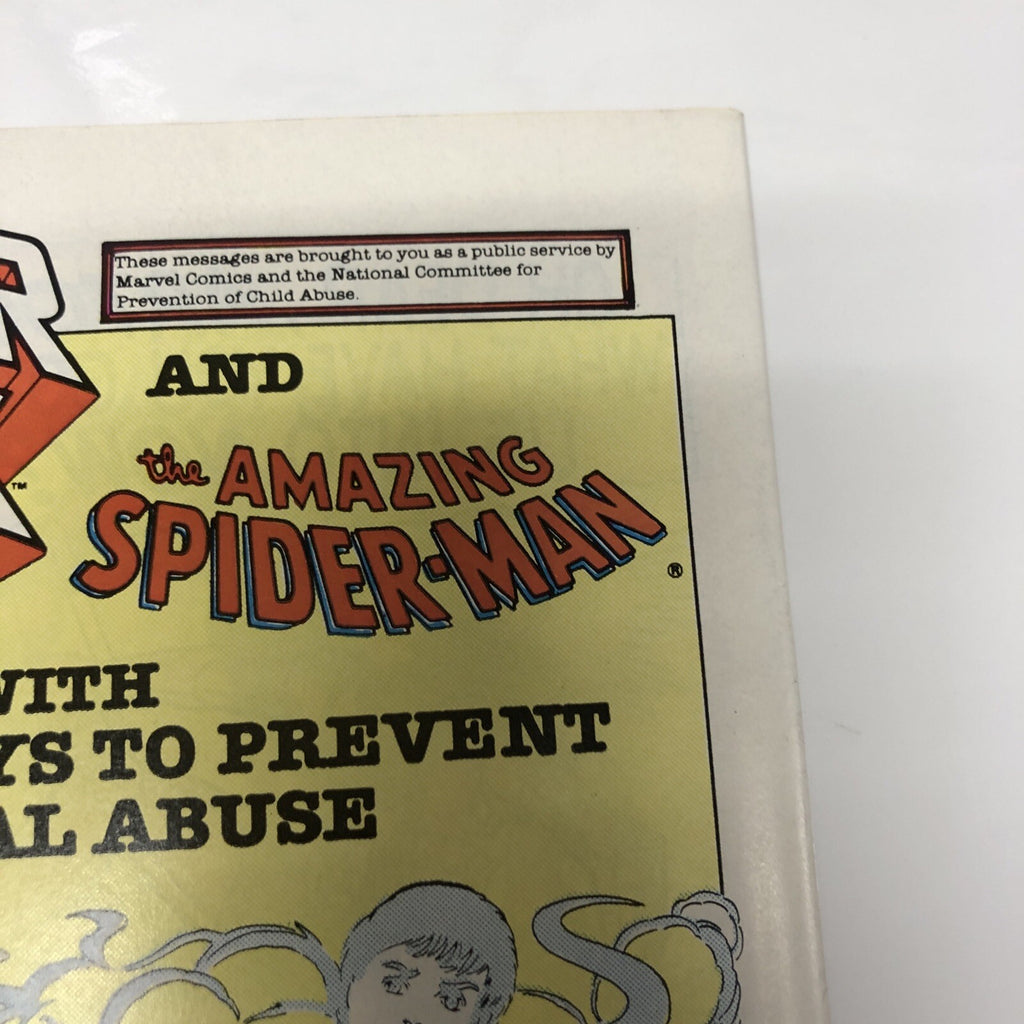 These messages are brought to you as a public service by
Marvel Comics and the National Committee for
Prevention of Child Abuse.
R
AND
TM
the AMAZING
SPIDER-MAN
®
WITH
YS TO PREVENT
AL ABUSE